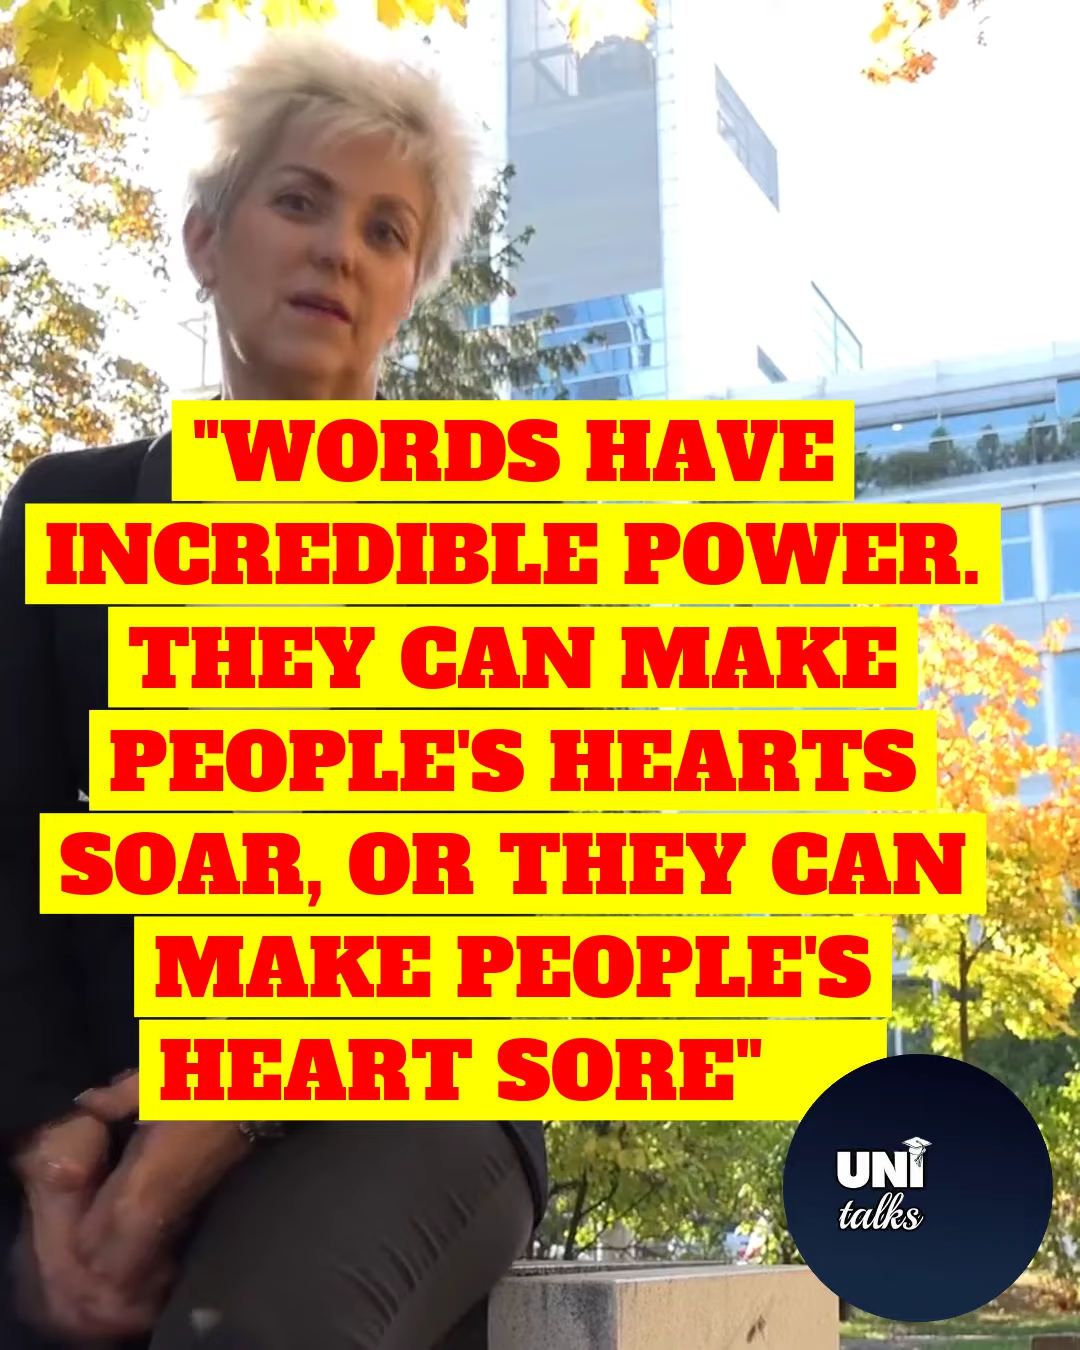 "WORDS HAVE
INCREDIBLE POWER.
THEY CAN MAKE
PEOPLE'S HEARTS
SOAR, OR THEY CAN
MAKE PEOPLE'S
HEART SORE"
UNi
talks